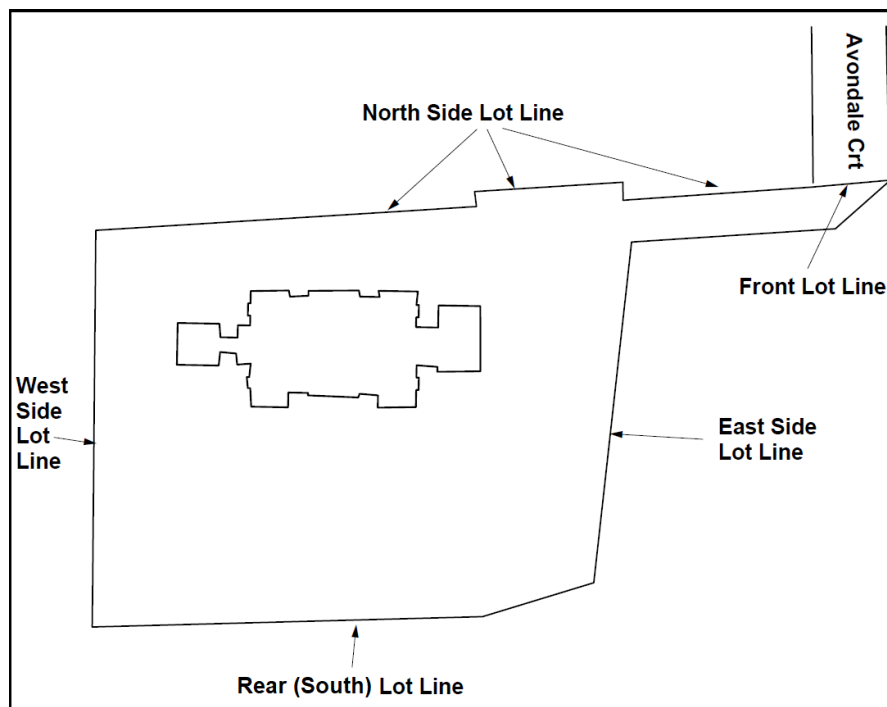 Avondale Crt
North Side Lot Line
Front Lot Line
West
Side
Lot
Line
East Side
Lot Line
Rear (South) Lot Line